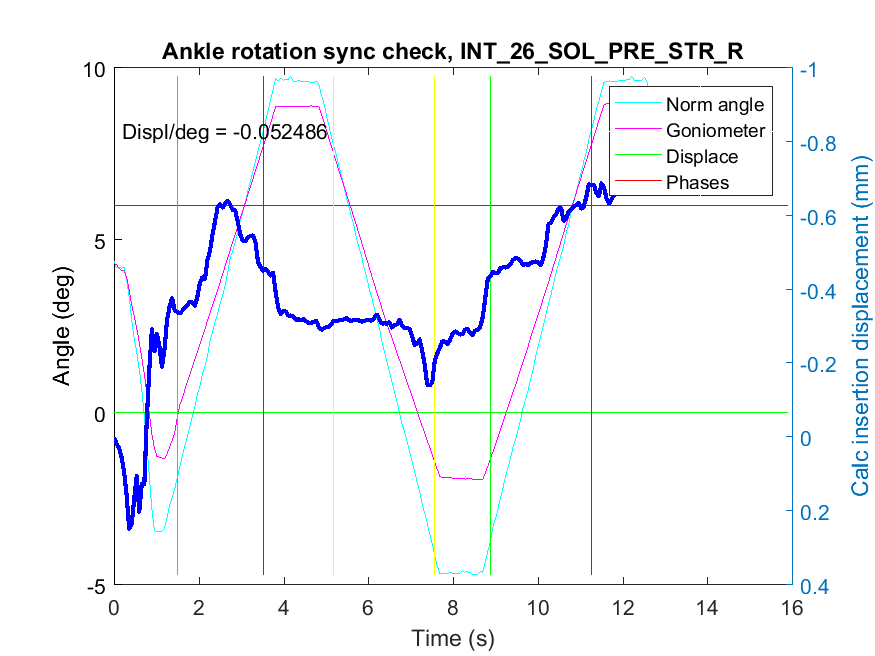 Ankle rotation sync check, INT_26_SOL_PRE_STR_R
Displ/deg = -0.052486
Norm angle
Goniometer
Displace
Phases
Angle (deg)
10
5
0
-5
-1
-0.8
-0.6
-0.4
-0.2
0
0.2
0.4
Calc insertion displacement (mm)
0
2
4
6
8
10
12
14
16
Time (s)